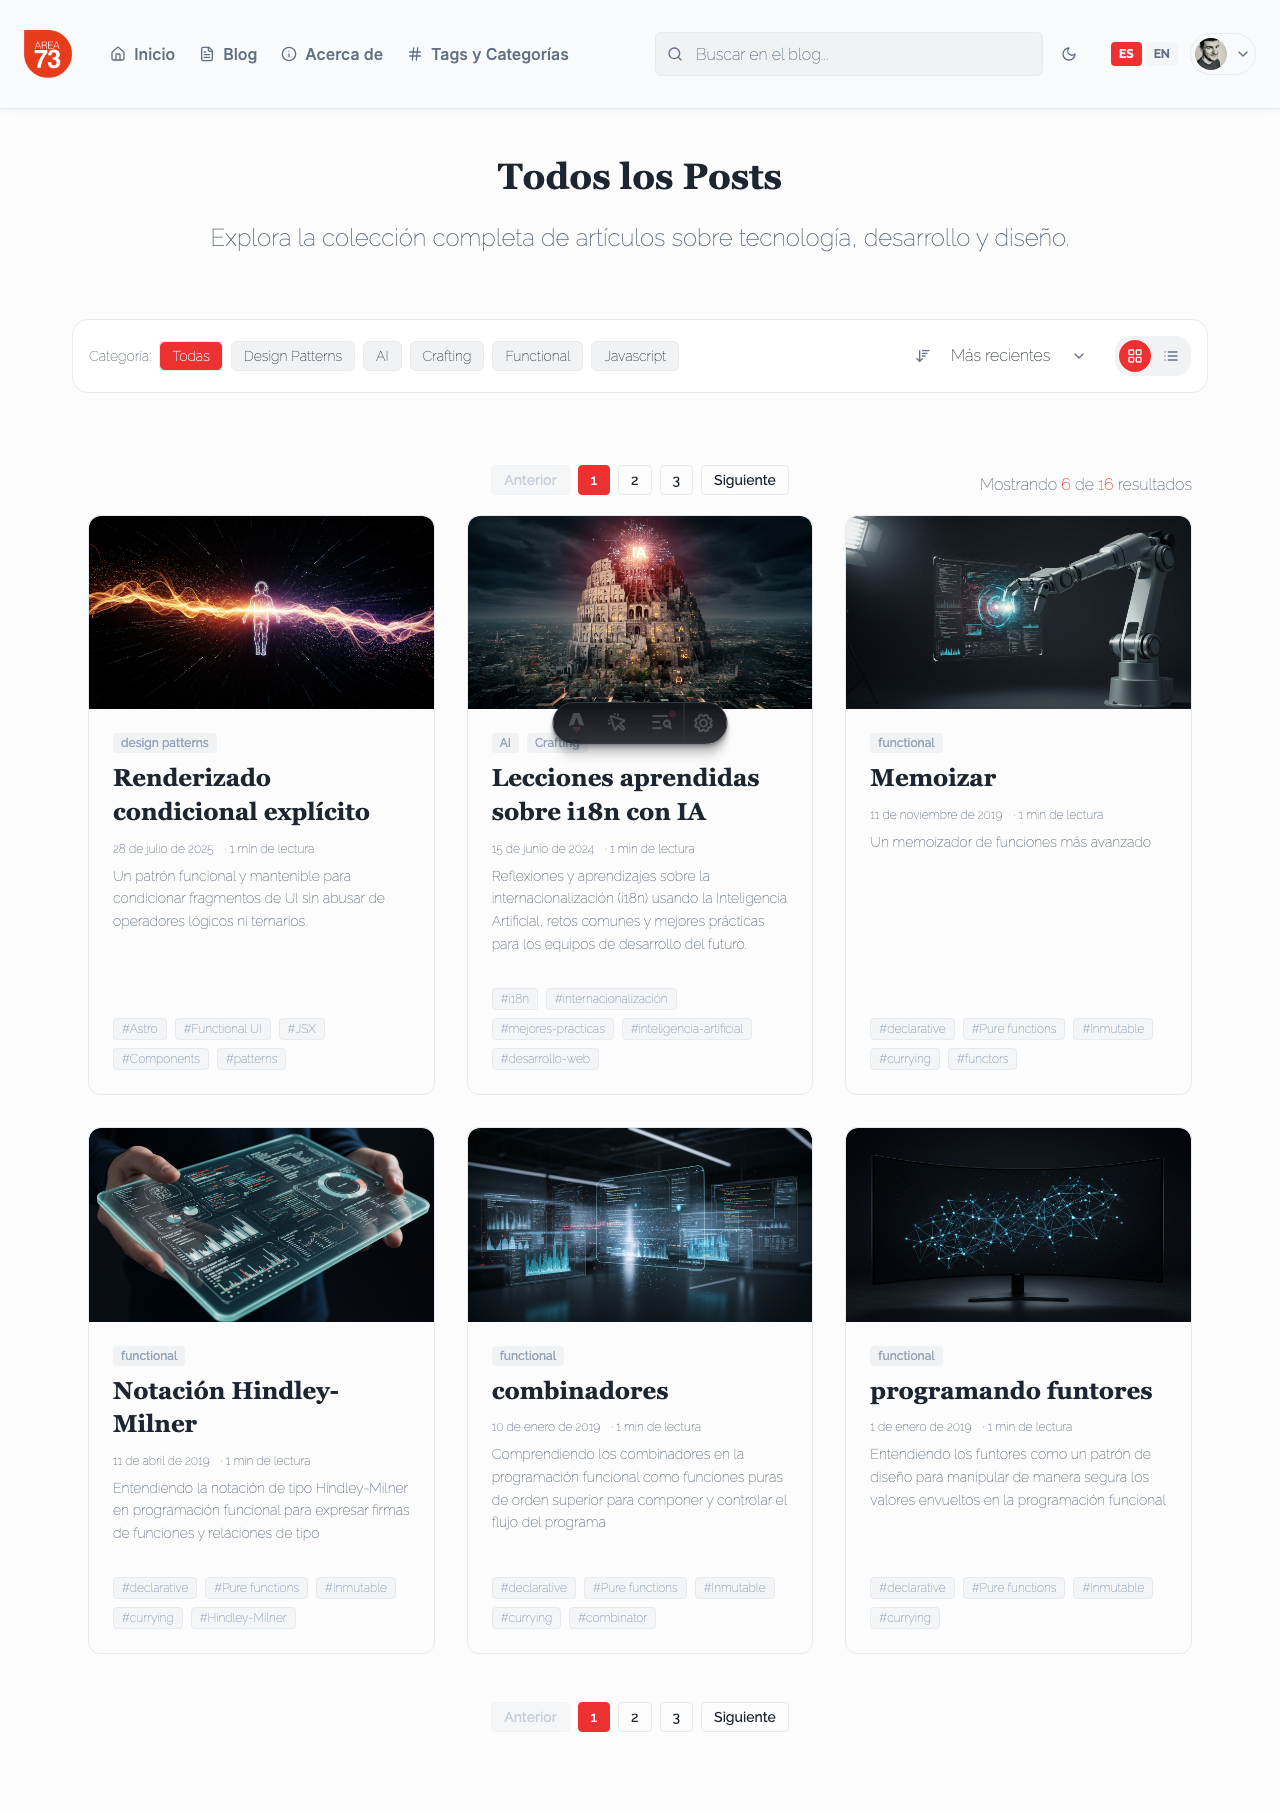 AREA
73
Inicio
Blog
Acerca de
Tags y Categorías
Buscar en el blog...
ES
EN
Todos los Posts
Explora la colección completa de artículos sobre tecnología, desarrollo y diseño.
Categoría:
Todas
Design Patterns
AI
Crafting
Functional
Javascript
Más recientes
Anterior
1
2
3
Siguiente
Mostrando 6 de 16 resultados
design patterns
Renderizado
condicional explícito
28 de julio de 2025 · 1 min de lectura
Un patrón funcional y mantenible para
condicionar fragmentos de UI sin abusar de
operadores lógicos ni ternarios.
#Astro
#Functional UI
#JSX
#Components
#patterns
IA
AI
Crafting
Lecciones aprendidas
sobre i18n con IA
15 de junio de 2024 · 1 min de lectura
Reflexiones y aprendizajes sobre la
internacionalización (i18n) usando la Inteligencia
Artificial, retos comunes y mejores prácticas
para los equipos de desarrollo del futuro.
#i18n
#internacionalización
#mejores-practicas
#inteligencia-artificial
#desarrollo-web
functional
Memoizar
11 de noviembre de 2019 · 1 min de lectura
Un memoizador de funciones más avanzado
#declarative
#Pure functions
#Inmutable
#currying
#functors
functional
Notación Hindley-
Milner
11 de abril de 2019 · 1 min de lectura
Entendiendo la notación de tipo Hindley-Milner
en programación funcional para expresar firmas
de funciones y relaciones de tipo
#declarative
#Pure functions
#Inmutable
#currying
#Hindley-Milner
functional
combinadores
10 de enero de 2019 · 1 min de lectura
Comprendiendo los combinadores en la
programación funcional como funciones puras
de orden superior para componer y controlar el
flujo del programa
#declarative
#Pure functions
#Inmutable
#currying
#combinator
functional
programando funtores
1 de enero de 2019 · 1 min de lectura
Entendiendo los funtores como un patrón de
diseño para manipular de manera segura los
valores envueltos en la programación funcional
#declarative
#Pure functions
#Inmutable
#currying
Anterior
1
2
3
Siguiente